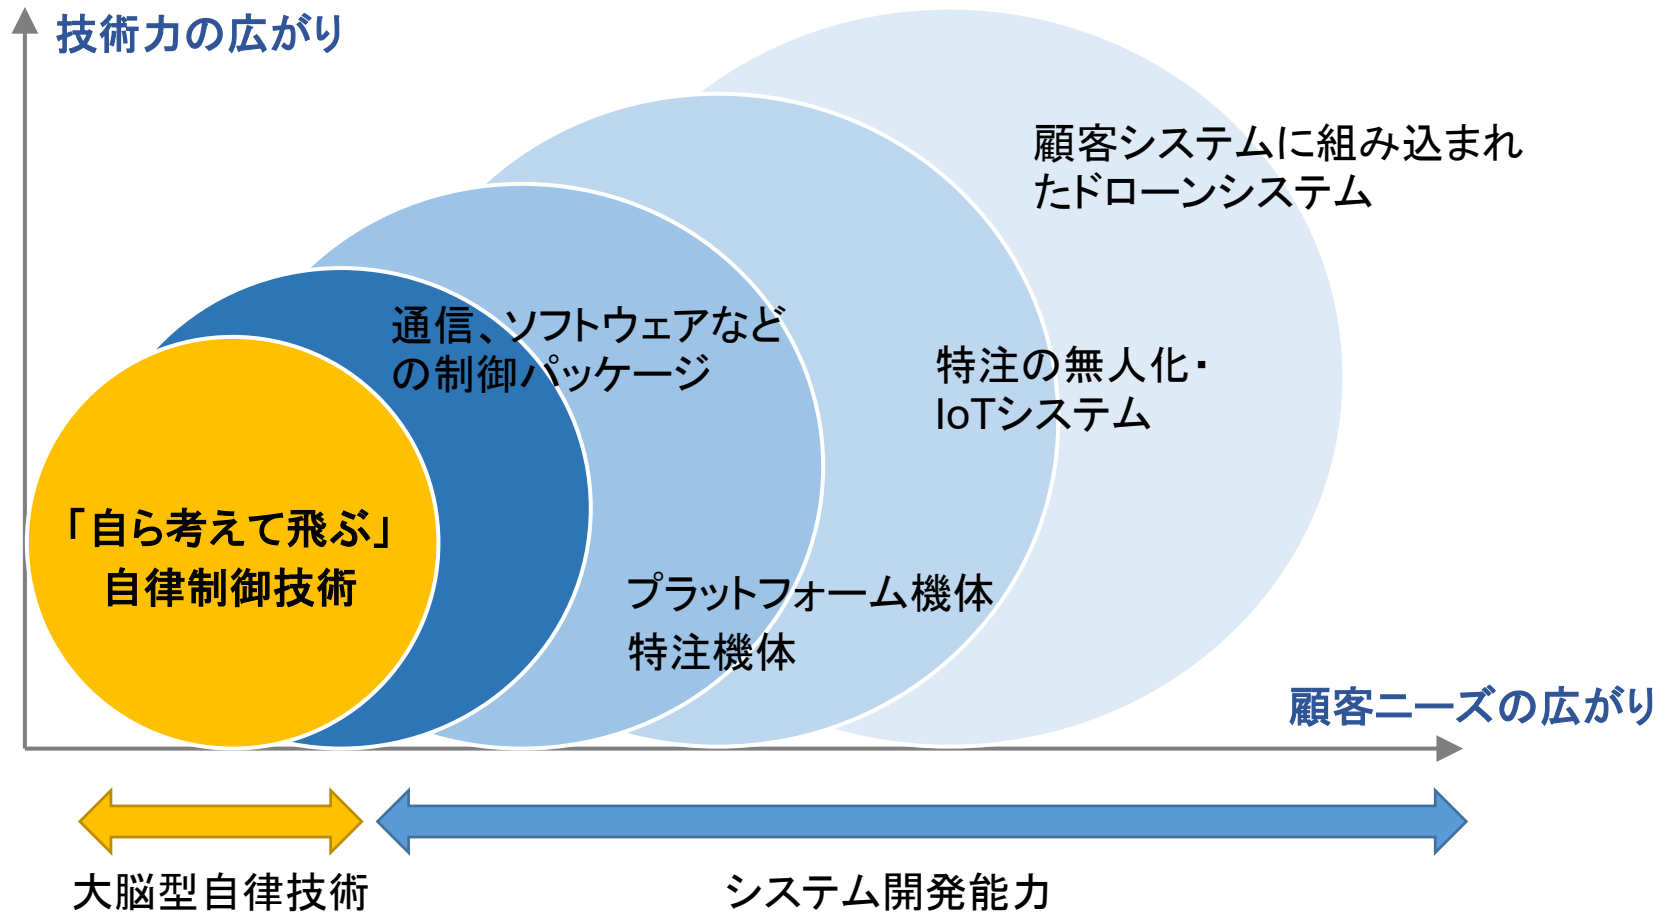 技術力の広がり
顧客システムに組み込まれ
たドローンシステム
通信、ソフトウェアなど
の制御パッケージ
特注の無人化・
IoTシステム
「自ら考えて飛ぶ」
自律制御技術
プラットフォーム機体
特注機体
顧客ニーズの広がり
大脳型自律技術
システム開発能力